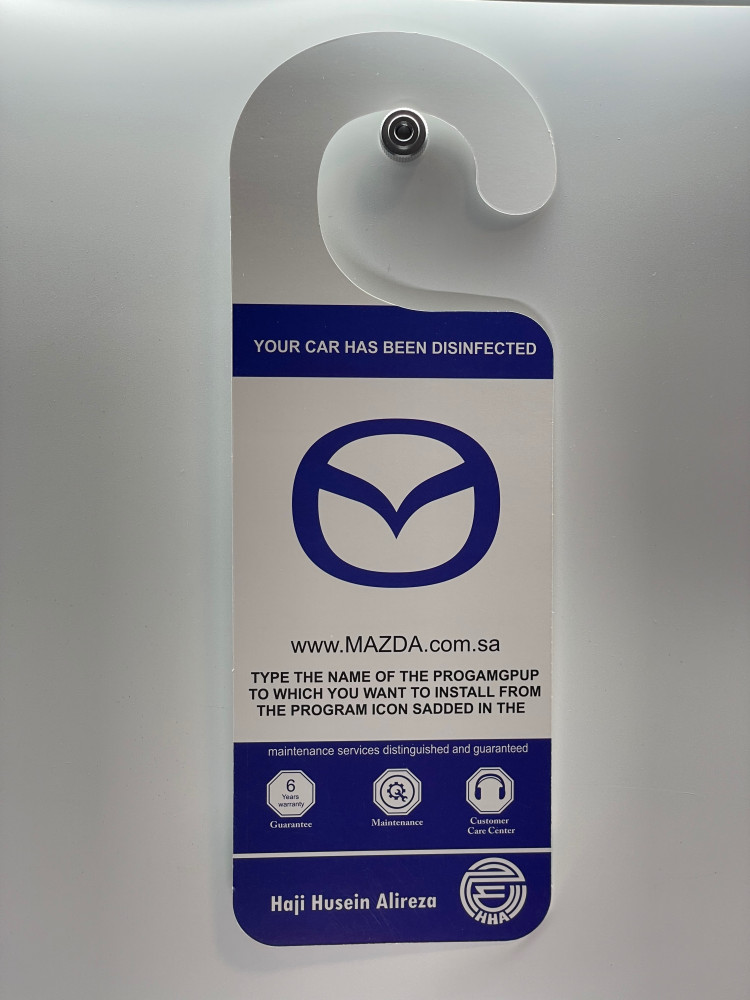 YOUR CAR HAS BEEN DISINFECTED
www.MAZDA.com.sa
TYPE THE NAME OF THE PROGAMGPUP
TO WHICH YOU WANT TO INSTALL FROM
THE PROGRAM ICON SADDED IN THE
maintenance services distinguished and guaranteed
6
Years
warranty
Guarantee
Maintenance
Customer
Care Center
Haji Husein Alireza
HHA